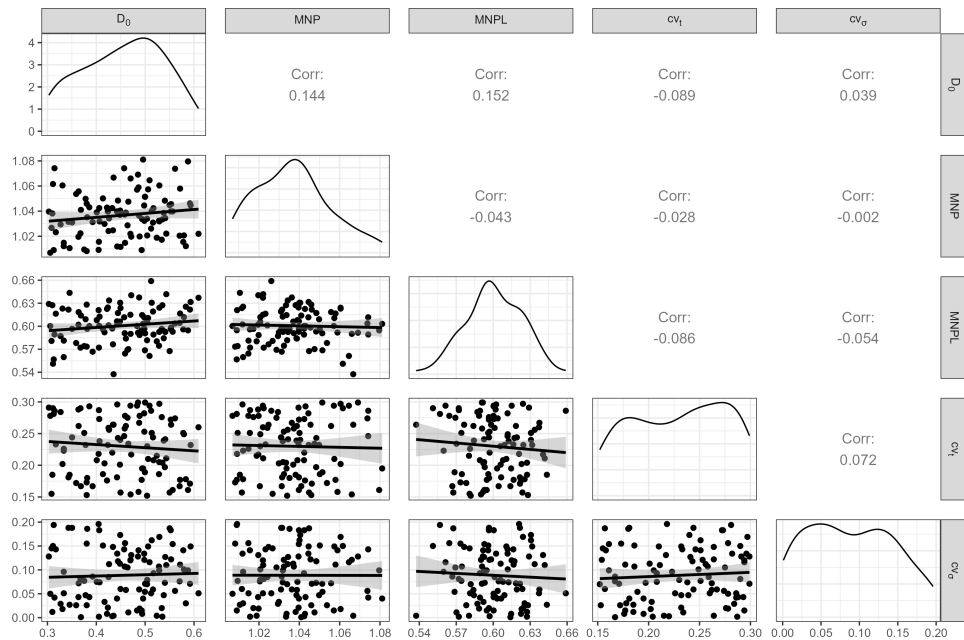 D₀ MNP MNPL cvₜ cv_σ
4
3
2
1
0
Corr:
0.144
Corr:
0.152
Corr:
-0.089
Corr:
0.039
D₀
1.08
1.06
1.04
1.02
Corr:
-0.043
Corr:
-0.028
Corr:
-0.002
MNP
0.66
0.63
0.60
0.57
0.54
Corr:
-0.086
Corr:
-0.054
MNPL
0.30
0.25
0.20
0.15
Corr:
0.072
cvₜ
0.20
0.15
0.10
0.05
0.00
cv_σ
0.3 0.4 0.5 0.6 1.02 1.04 1.06 1.08 0.54 0.57 0.60 0.63 0.66 0.15 0.20 0.25 0.30 0.00 0.05 0.10 0.15 0.20